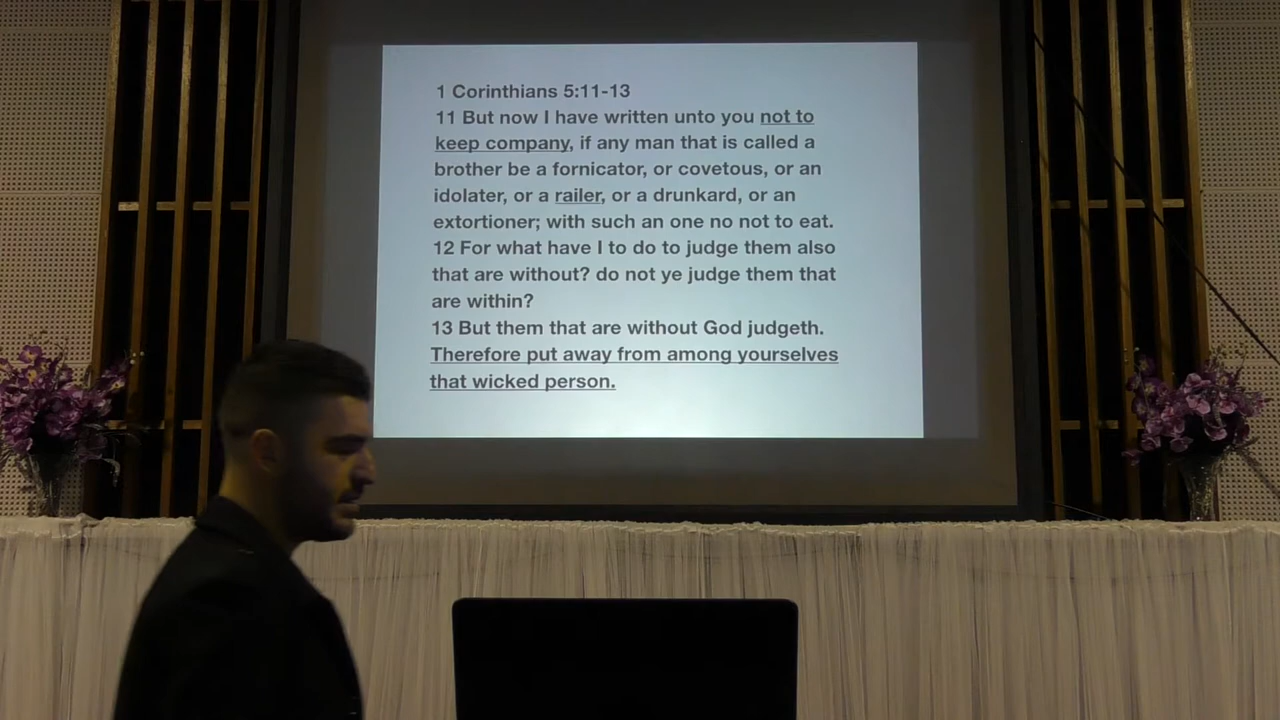 1 Corinthians 5:11-13
11 But now I have written unto you not to
keep company, if any man that is called a
brother be a fornicator, or covetous, or an
idolater, or a railer, or a drunkard, or an
extortioner; with such an one no not to eat.
12 For what have I to do to judge them also
that are without? do not ye judge them that
are within?
13 But them that are without God judgeth.
Therefore put away from among yourselves
that wicked person.